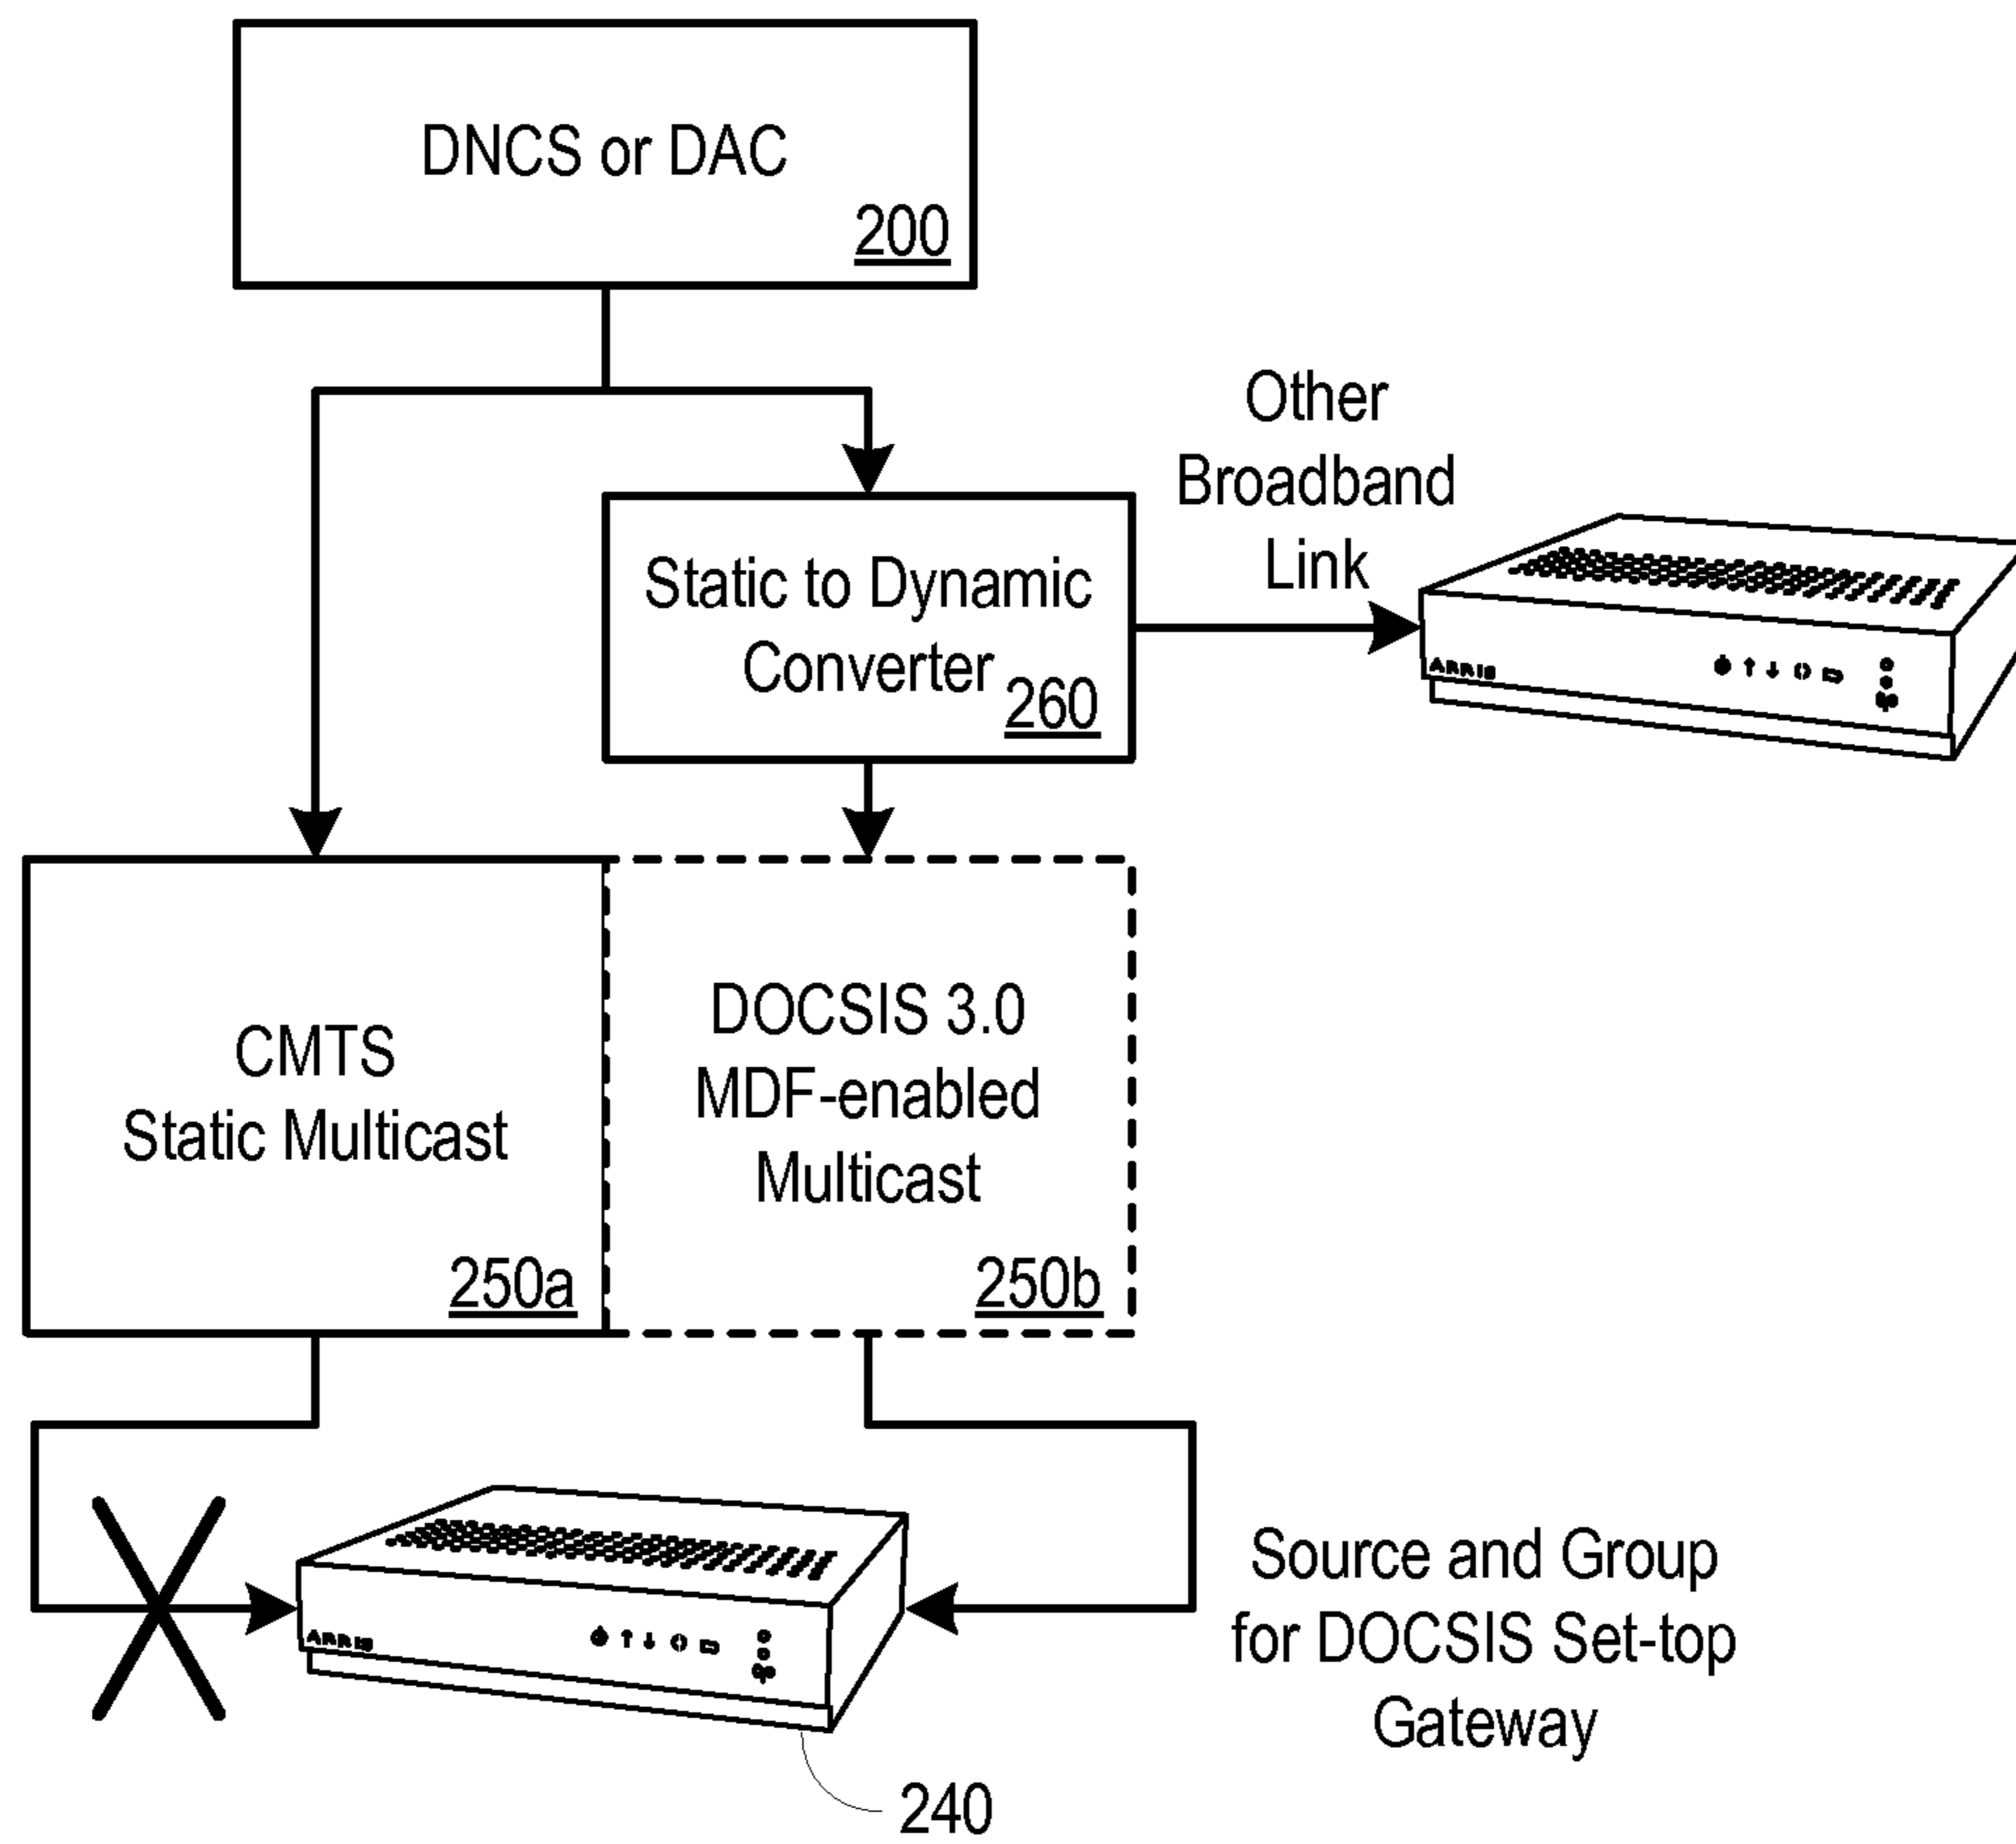 DNCS or DAC
200
Other
Broadband
Link
Static to Dynamic
Converter
260
ARRIS
CMTS
Static Multicast
250a
DOCSIS 3.0
MDF-enabled
Multicast
250b
ARRIS
Source and Group
for DOCSIS Set-top
Gateway
240